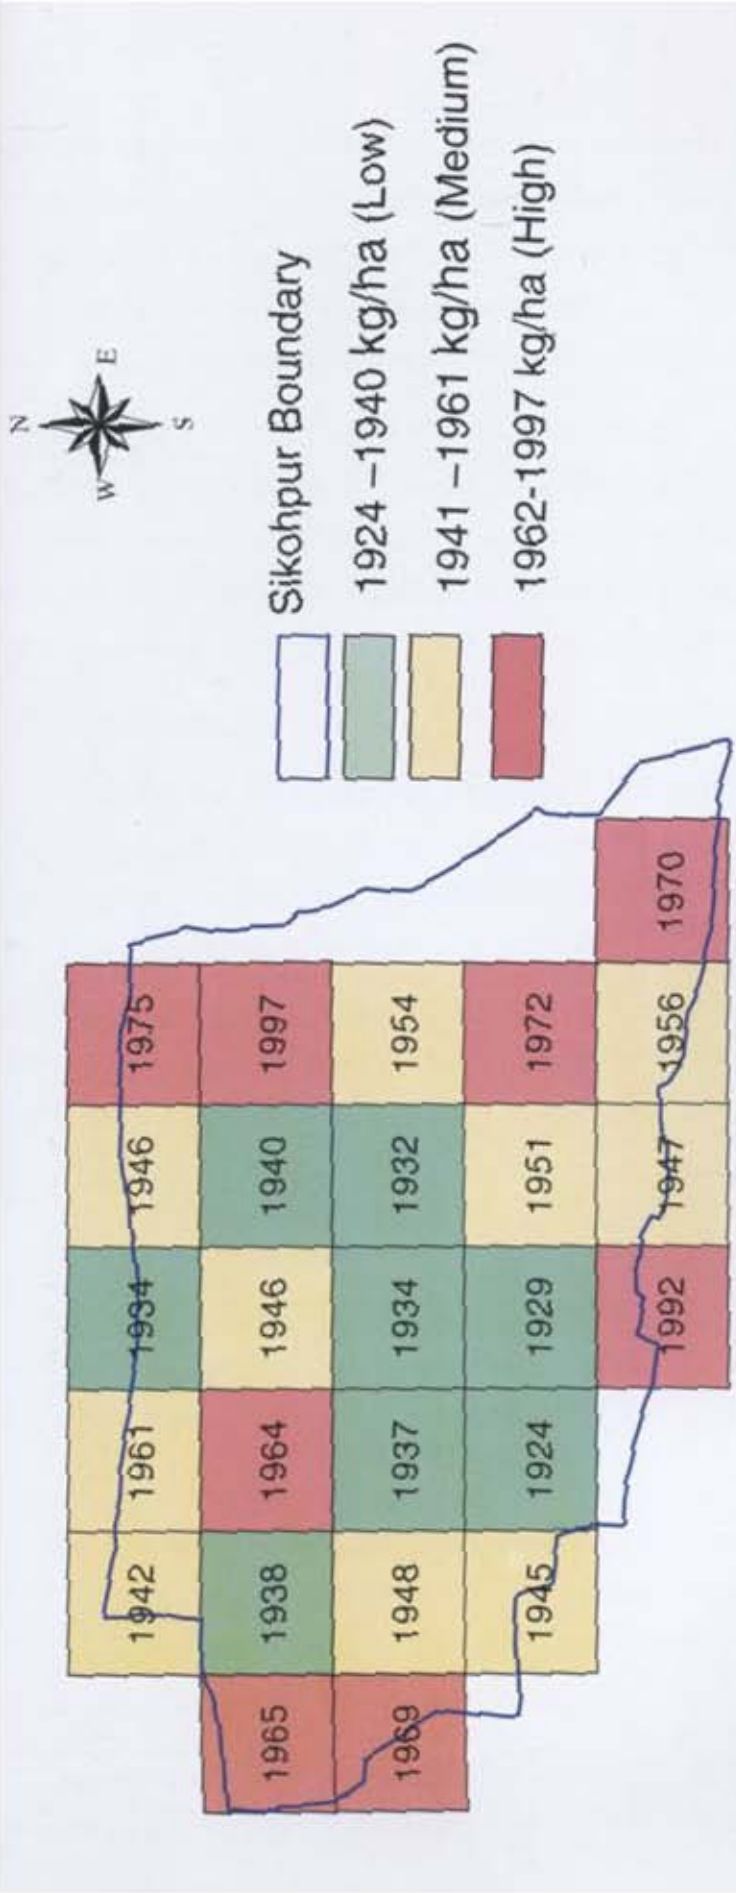 N
W E
S
Sikohpur Boundary
1924 –1940 kg/ha (Low)
1941 –1961 kg/ha (Medium)
1962-1997 kg/ha (High)
1942 1961 1934 1946 1975
1965 1938 1964 1946 1940 1997
1969 1948 1937 1934 1932 1954
1945 1924 1929 1951 1972
1992 1947 1956 1970